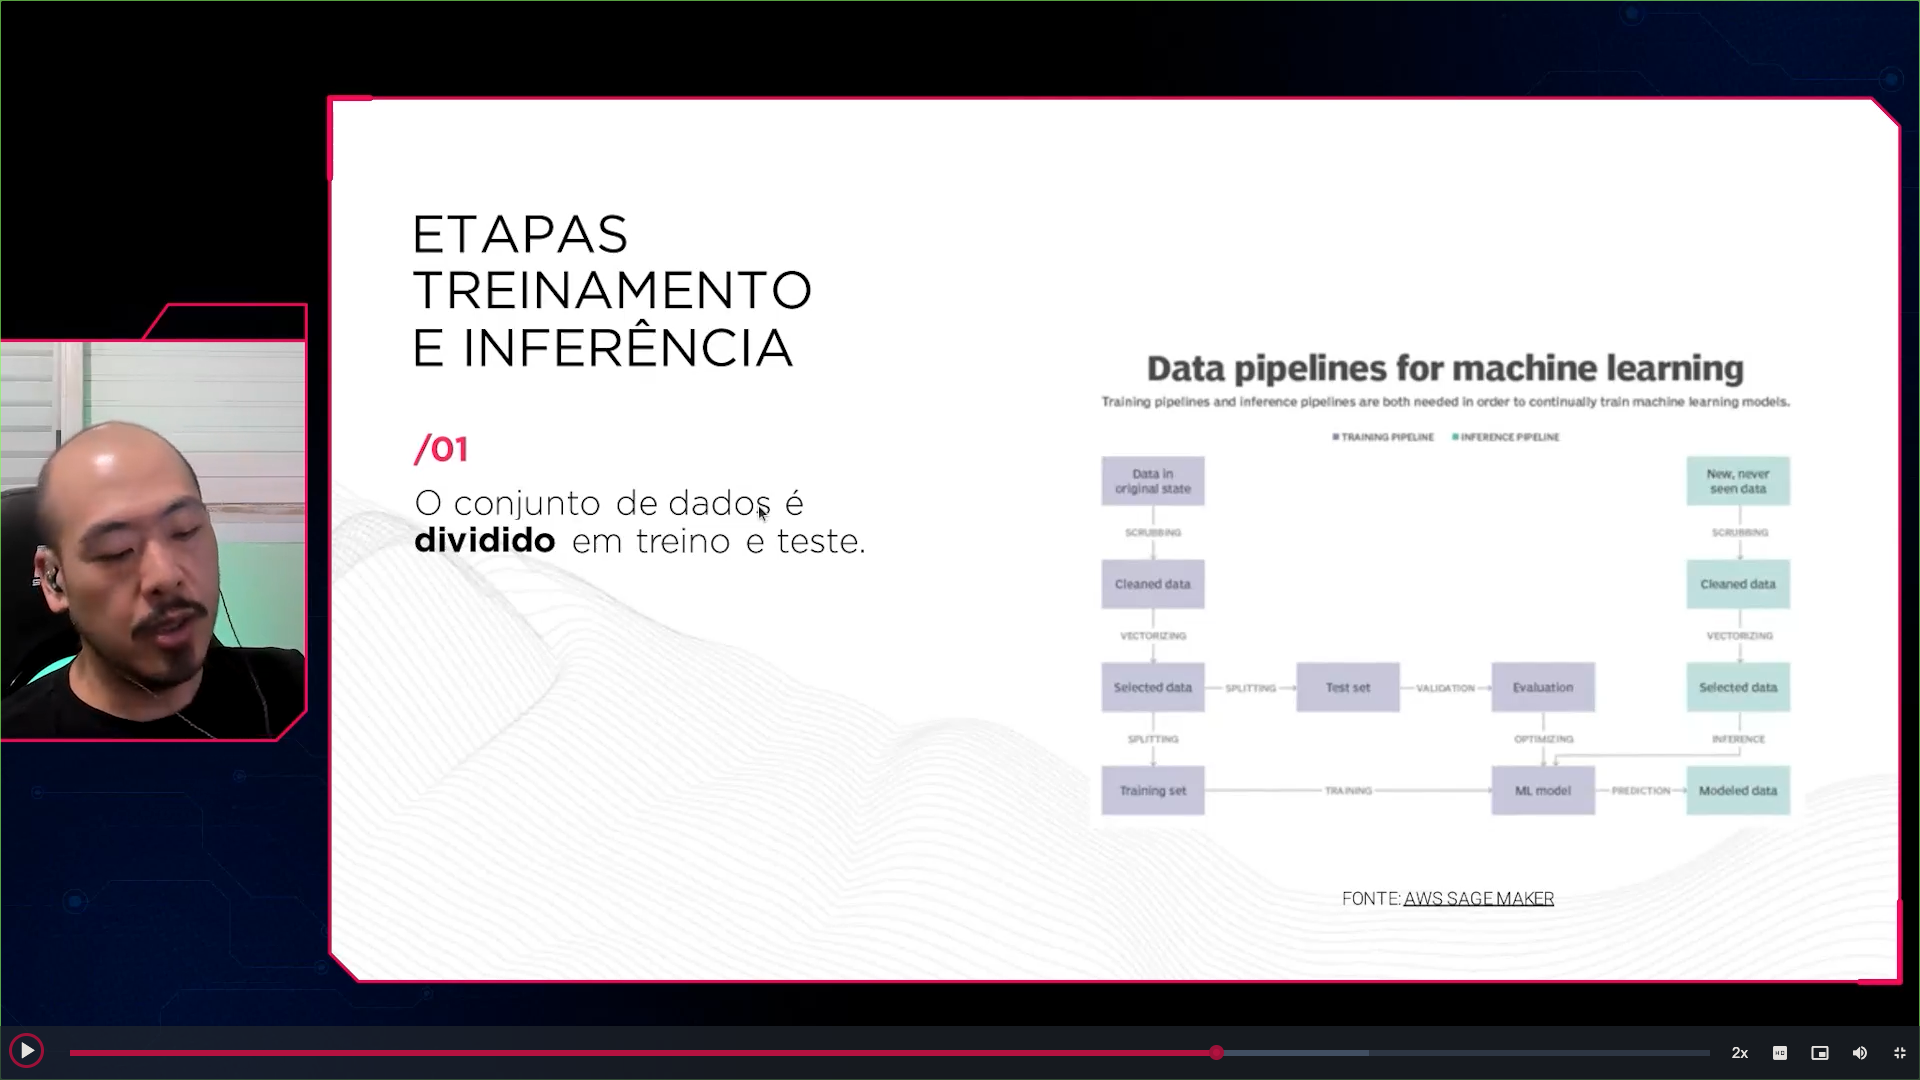 ETAPAS
TREINAMENTO
E INFERÊNCIA
/01
O conjunto de dados é
dividido em treino e teste.
Data pipelines for machine learning
Training pipelines and inference pipelines are both needed in order to continually train machine learning models.
TRAINING PIPELINE INFERENCE PIPELINE
Data in
original state
New, never
seen data
SCRUBBING SCRUBBING
Cleaned data Cleaned data
VECTORIZING VECTORIZING
Selected data SPLITTING Test set VALIDATION Evaluation Selected data
SPLITTING OPTIMIZING INFERENCE
Training set TRAINING ML model PREDICTION Modeled data
FONTE: AWS SAGE MAKER
2x